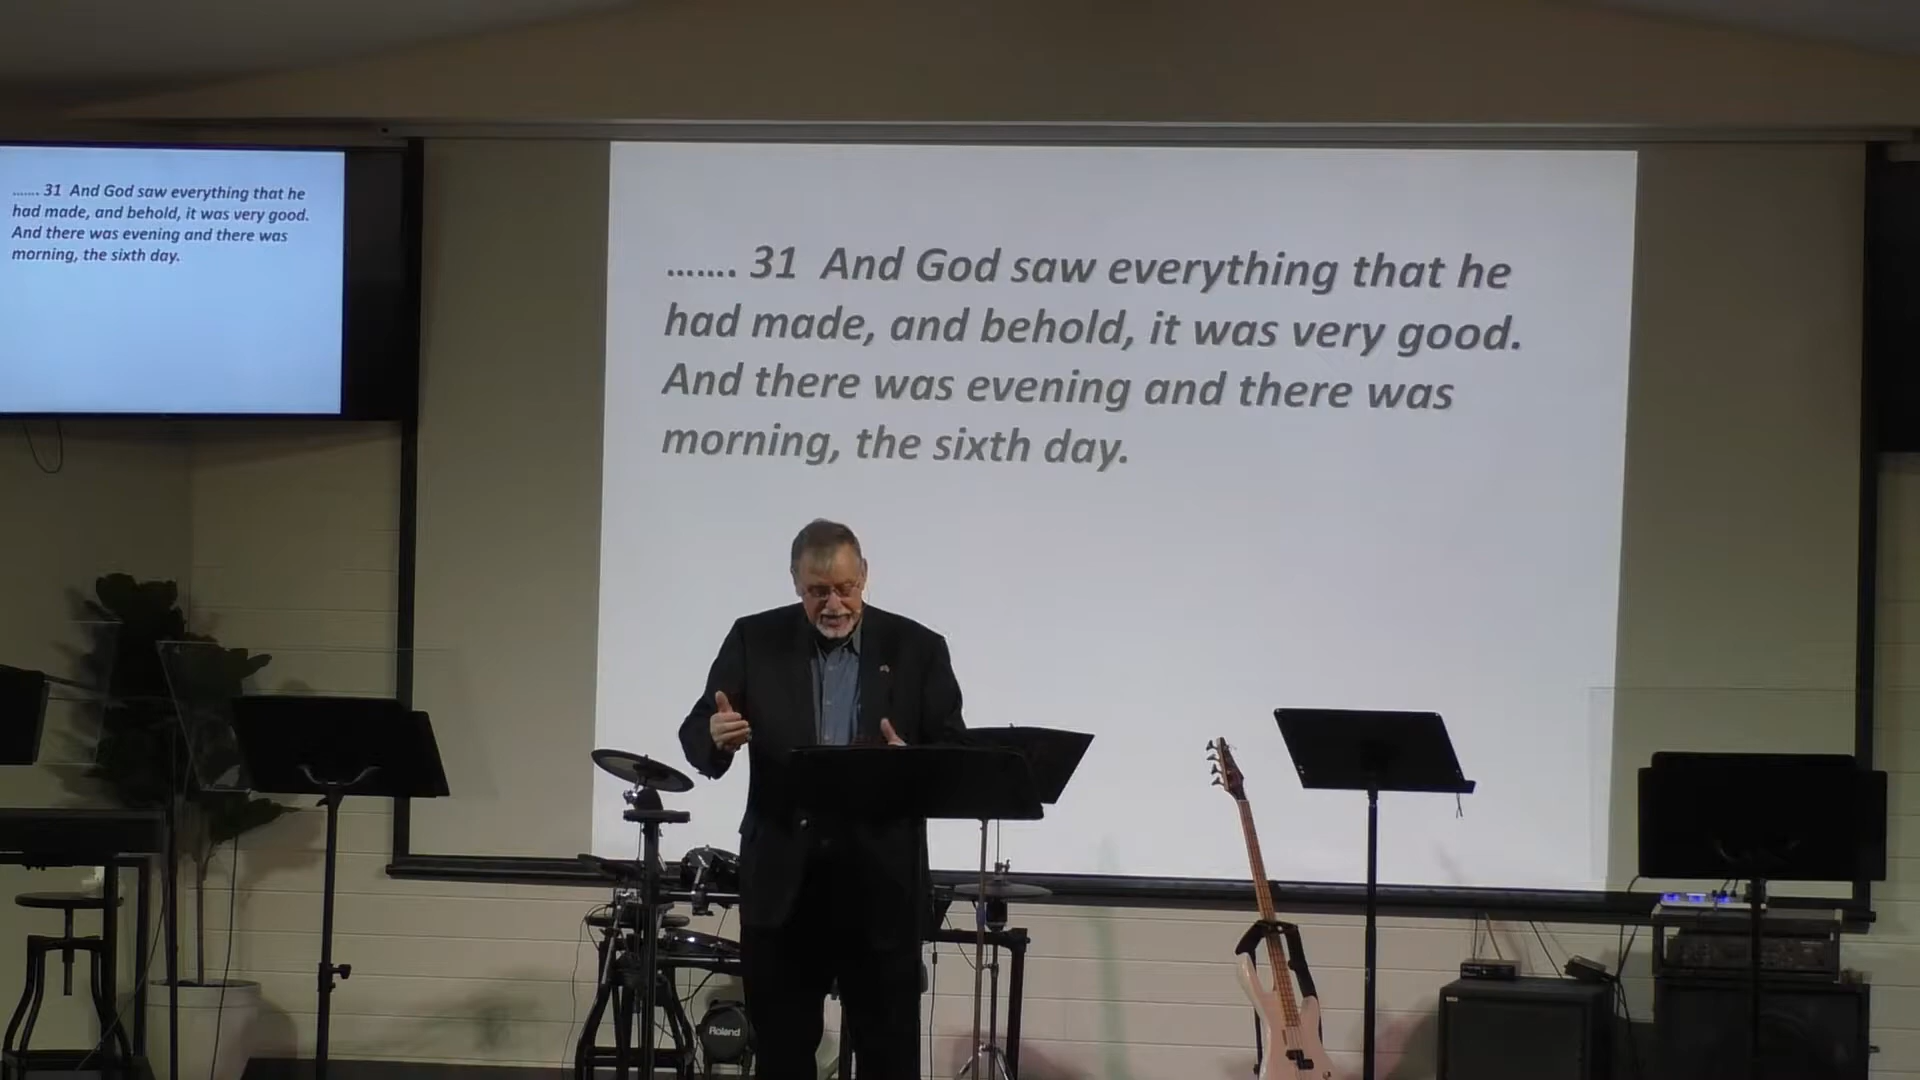 ....... 31 And God saw everything that he
had made, and behold, it was very good.
And there was evening and there was
morning, the sixth day.
....... 31 And God saw everything that he
had made, and behold, it was very good.
And there was evening and there was
morning, the sixth day.
Roland